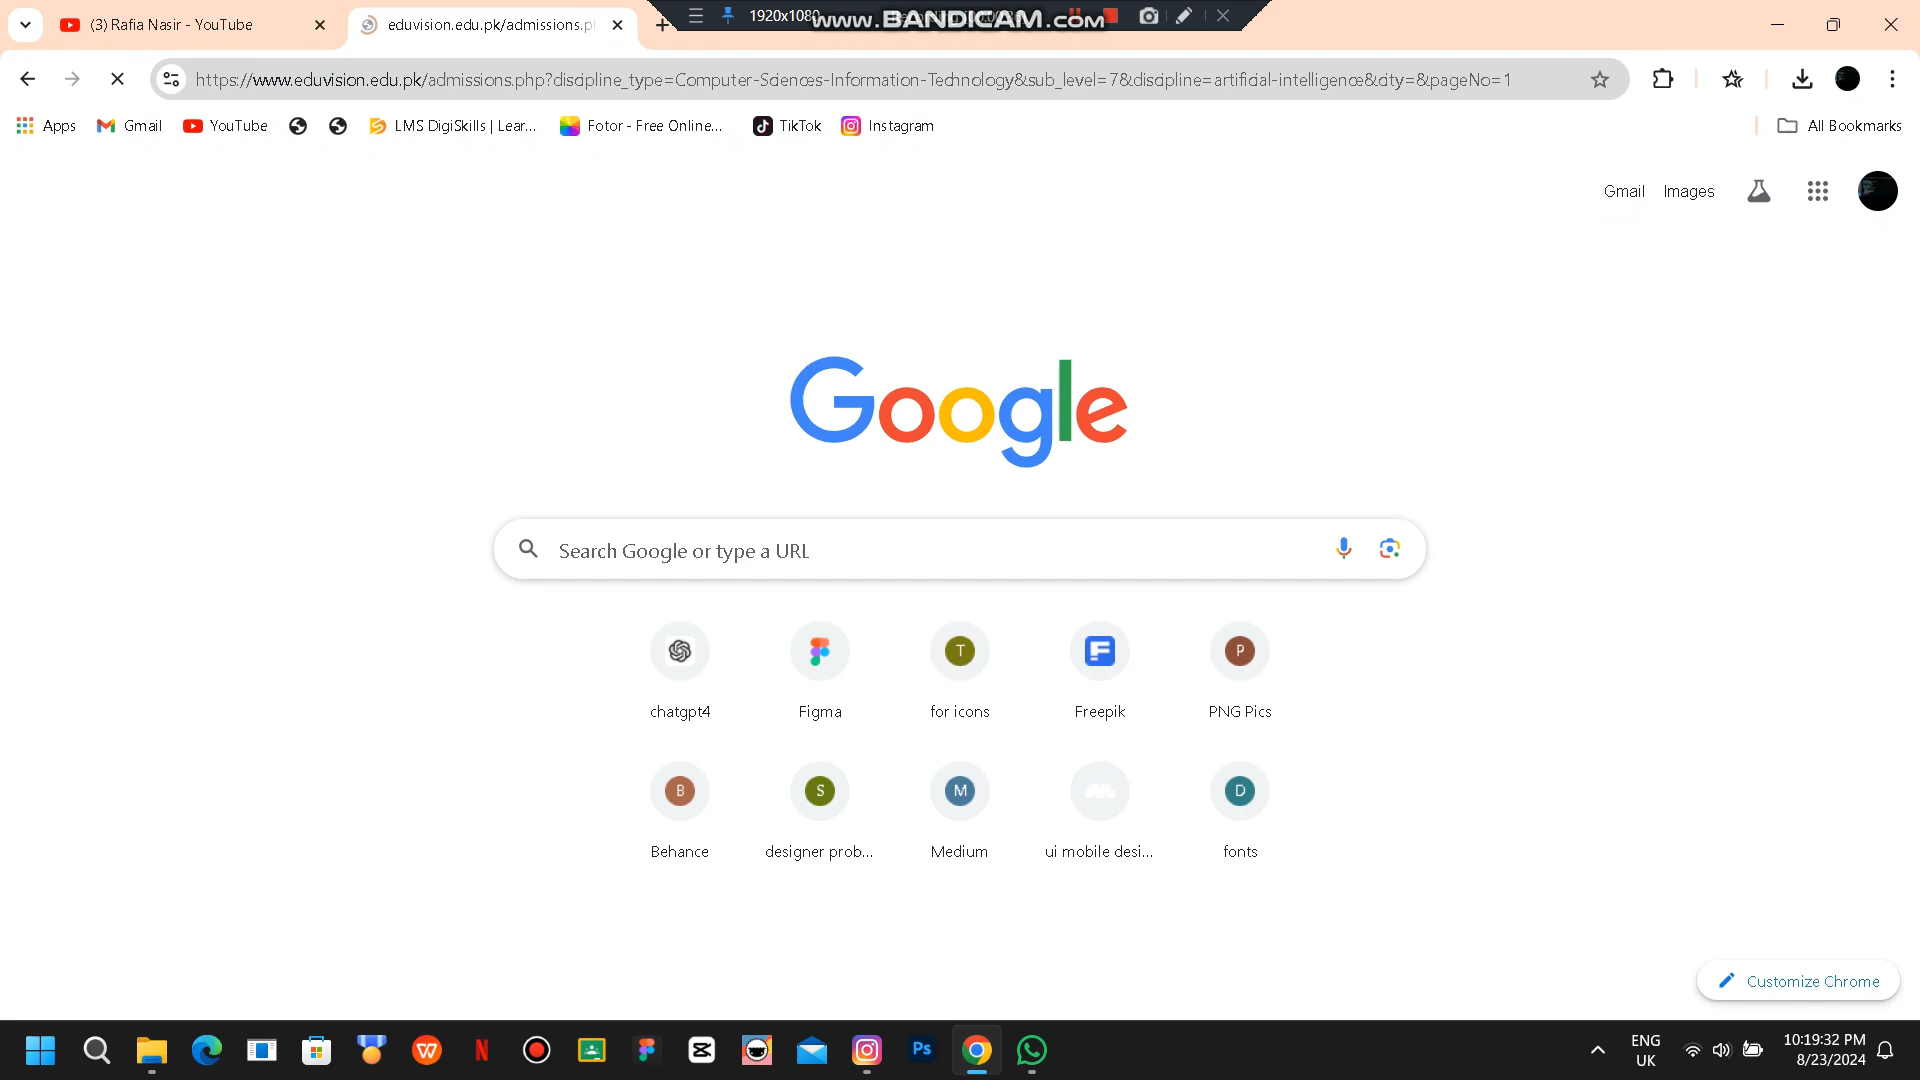 (3) Rafia Nasir - YouTube
eduvision.edu.pk/admissions.p
1920x1080
www.BANDICAM.com
https://www.eduvision.edu.pk/admissions.php?discipline_type=Computer-Sciences-Information-Technology&sub_level=7&discipline=artificial-intelligence&city=&pageNo=1
Apps
Gmail
YouTube
LMS DigiSkills | Lear...
Fotor - Free Online...
TikTok
Instagram
All Bookmarks
Gmail
Images
Google
Search Google or type a URL
T
P
chatgpt4
Figma
for icons
Freepik
PNG Pics
B
S
M
D
Behance
designer prob...
Medium
ui mobile desi...
fonts
Customize Chrome
Ps
ENG
UK
10:19:32 PM
8/23/2024